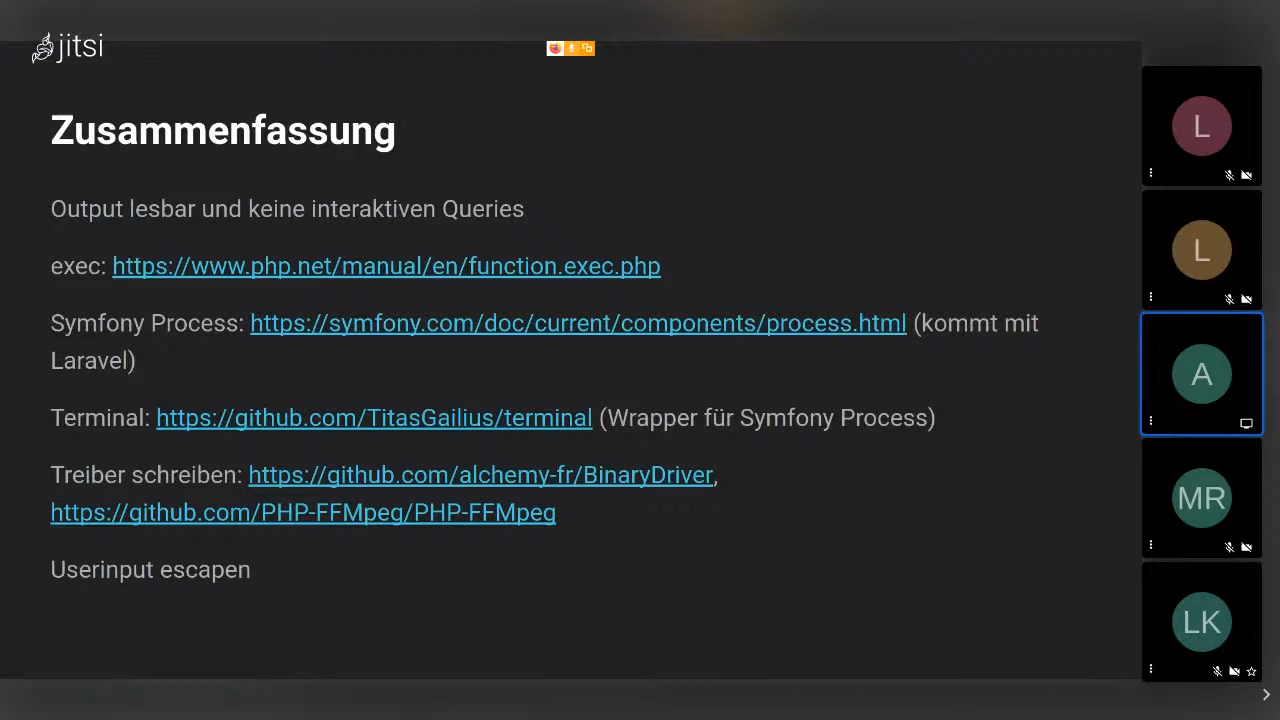 jitsi
Zusammenfassung
Output lesbar und keine interaktiven Queries
exec: https://www.php.net/manual/en/function.exec.php
Symfony Process: https://symfony.com/doc/current/components/process.html (kommt mit
Laravel)
Terminal: https://github.com/TitasGailius/terminal (Wrapper für Symfony Process)
Treiber schreiben: https://github.com/alchemy-fr/BinaryDriver,
https://github.com/PHP-FFMpeg/PHP-FFMpeg
Userinput escapen
L
L
A
MR
LK